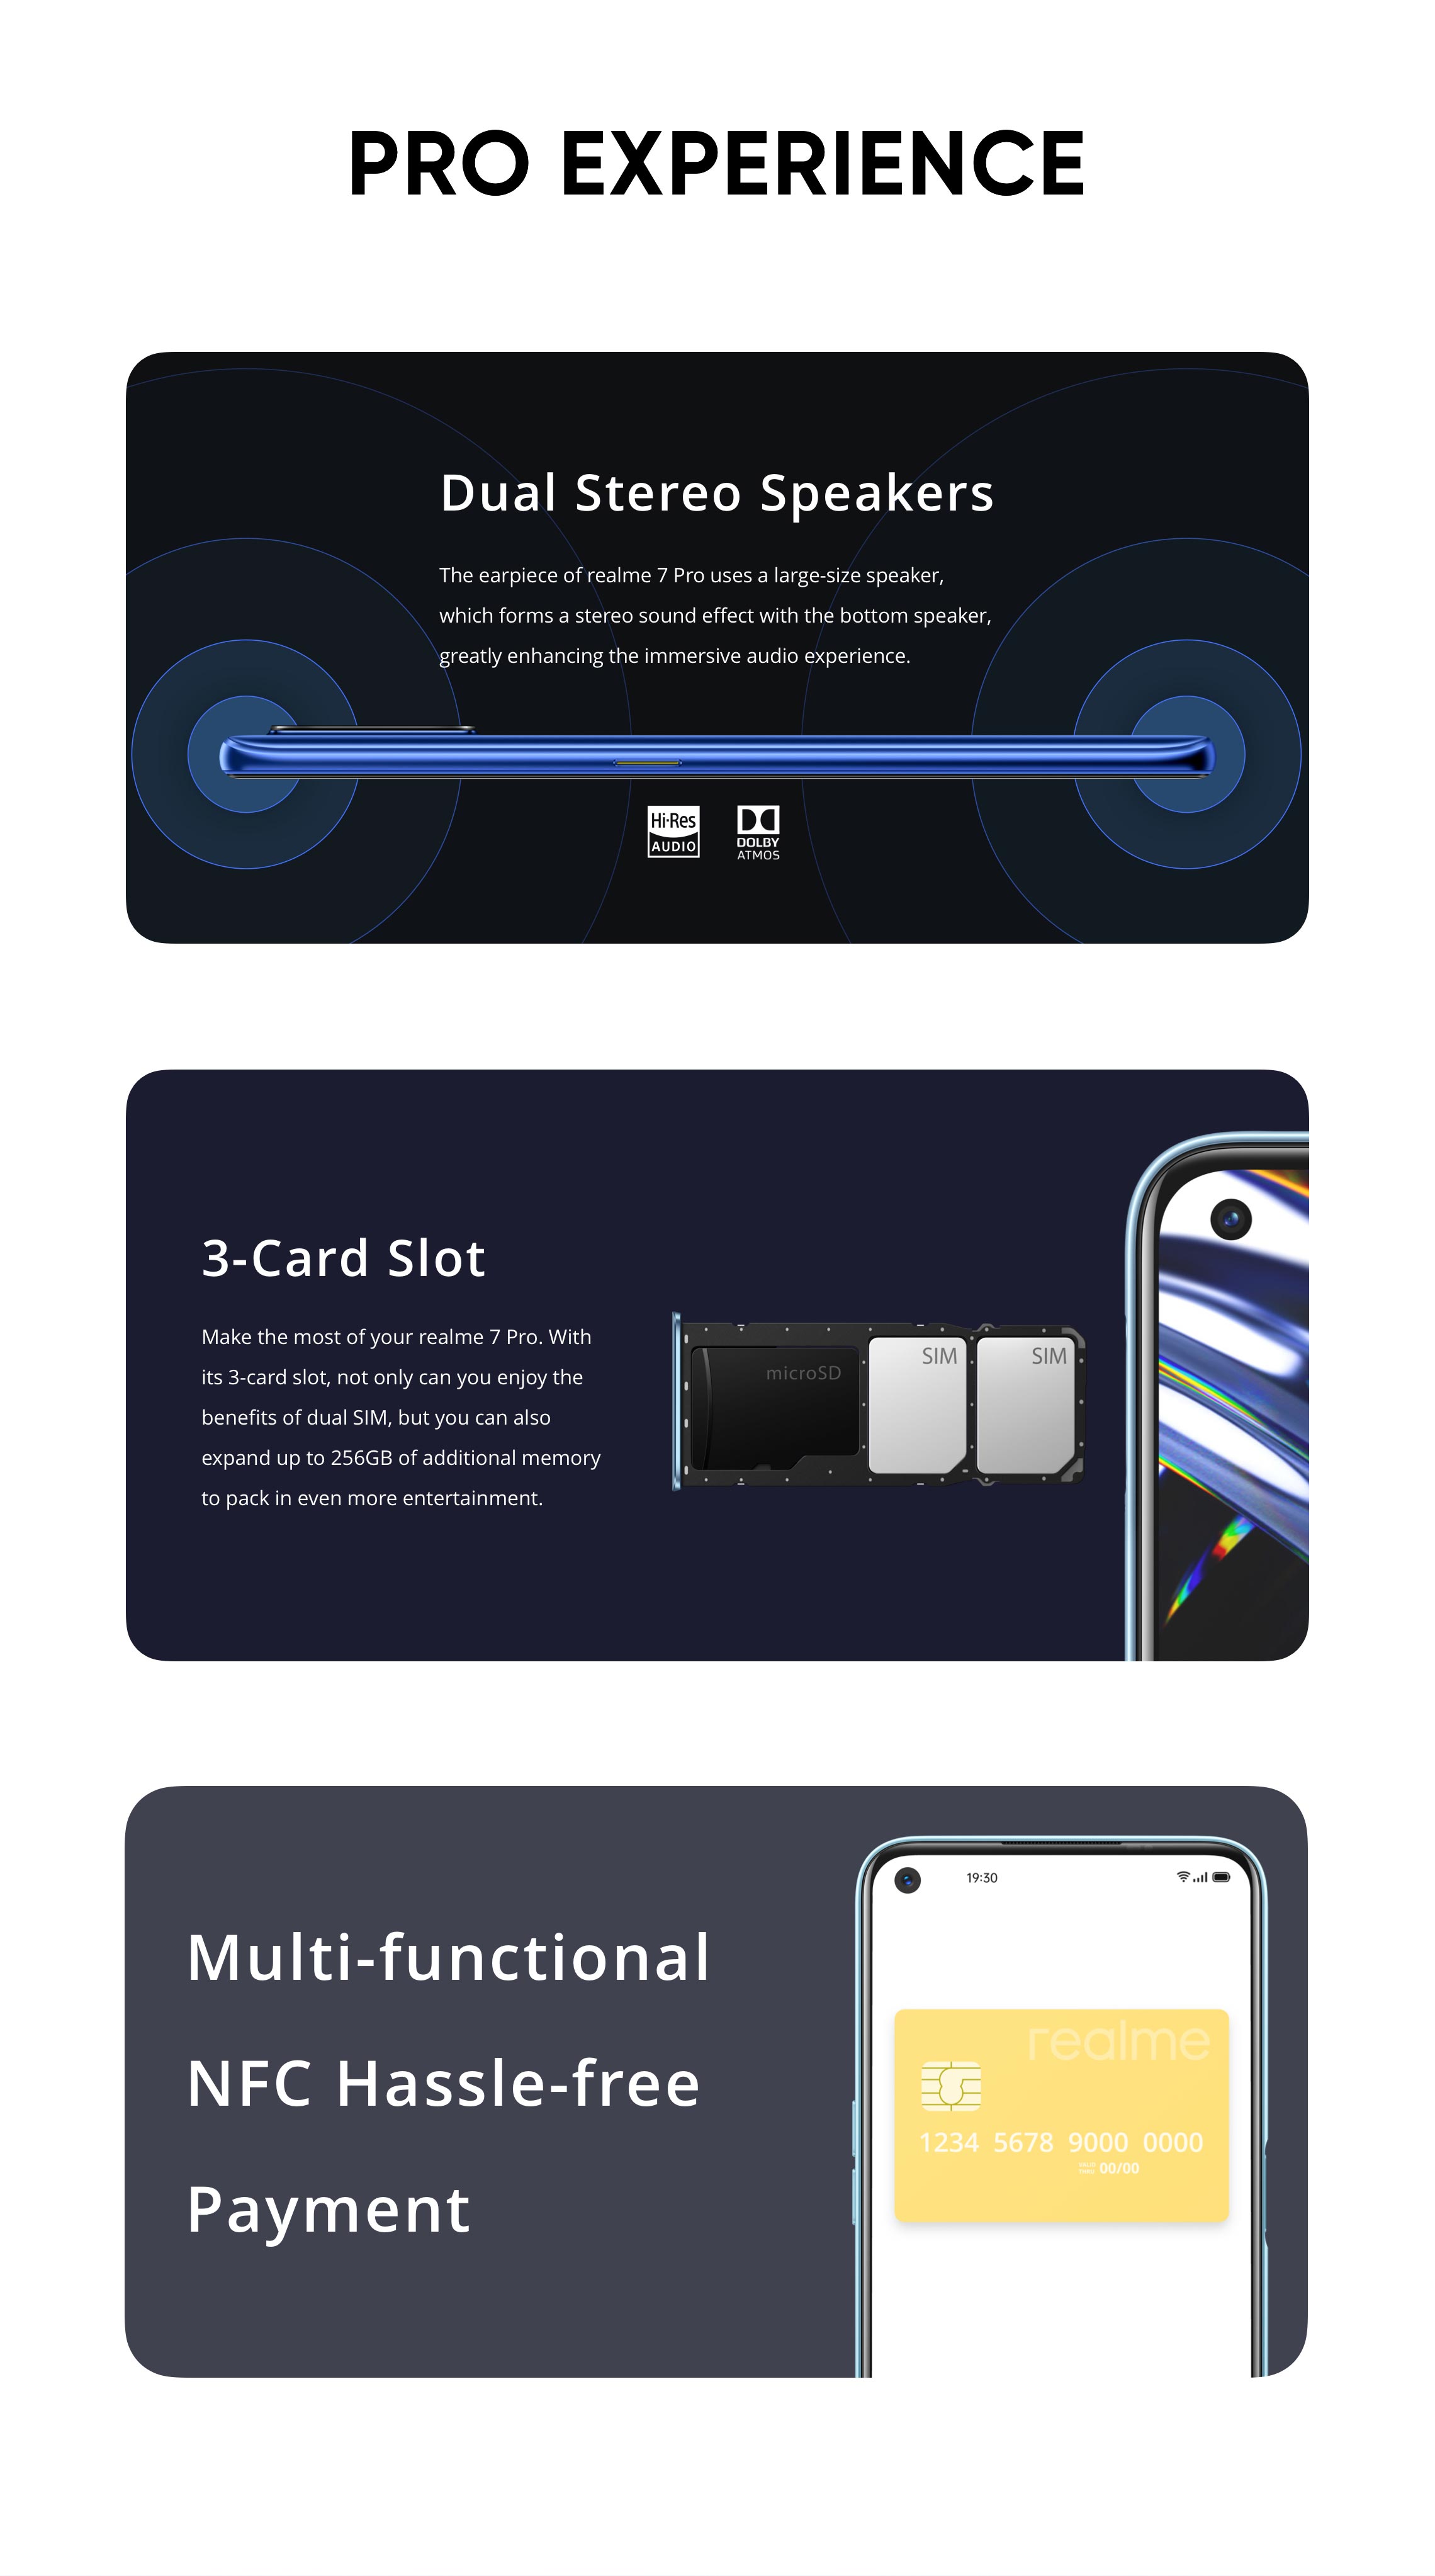 PRO EXPERIENCE
Dual Stereo Speakers
The earpiece of realme 7 Pro uses a large-size speaker,
which forms a stereo sound effect with the bottom speaker,
greatly enhancing the immersive audio experience.
Hi-Res
AUDIO
DOLBY
ATMOS
3-Card Slot
Make the most of your realme 7 Pro. With
its 3-card slot, not only can you enjoy the
benefits of dual SIM, but you can also
expand up to 256GB of additional memory
to pack in even more entertainment.
microSD
SIM
SIM
Multi-functional
NFC Hassle-free
Payment
19:30
realme
1234 5678 9000 0000
00/00